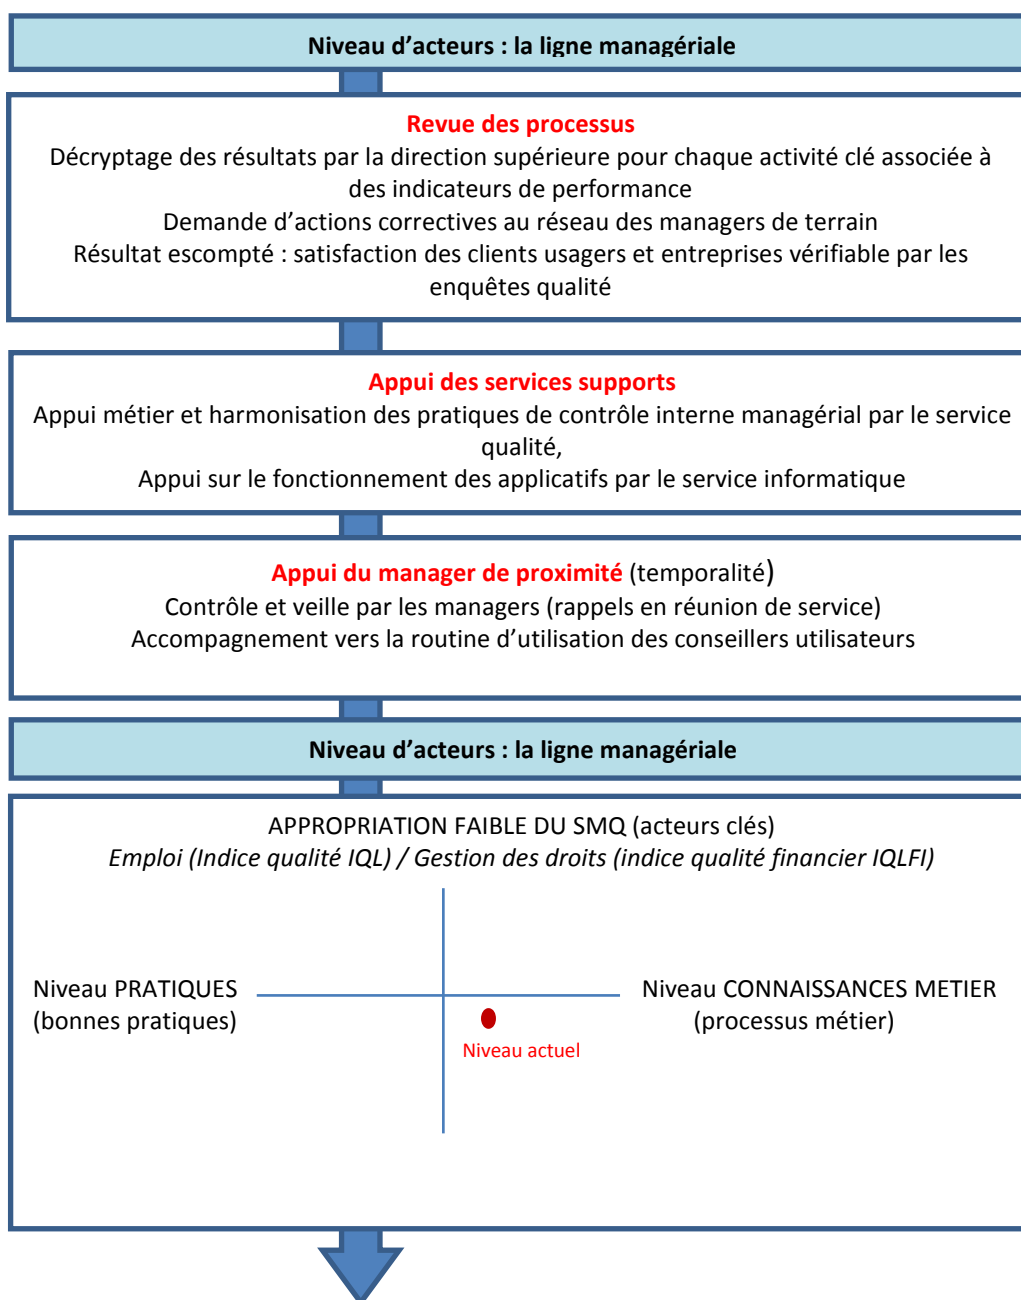 Niveau d’acteurs : la ligne managériale
Revue des processus
Décryptage des résultats par la direction supérieure pour chaque activité clé associée à
des indicateurs de performance
Demande d’actions correctives au réseau des managers de terrain
Résultat escompté : satisfaction des clients usagers et entreprises vérifiable par les
enquêtes qualité
Appui des services supports
Appui métier et harmonisation des pratiques de contrôle interne managérial par le service
qualité,
Appui sur le fonctionnement des applicatifs par le service informatique
Appui du manager de proximité (temporalité)
Contrôle et veille par les managers (rappels en réunion de service)
Accompagnement vers la routine d’utilisation des conseillers utilisateurs
Niveau d’acteurs : la ligne managériale
APPROPRIATION FAIBLE DU SMQ (acteurs clés)
Emploi (Indice qualité IQL) / Gestion des droits (indice qualité financier IQLFI)
Niveau PRATIQUES
(bonnes pratiques)
Niveau CONNAISSANCES METIER
(processus métier)
Niveau actuel